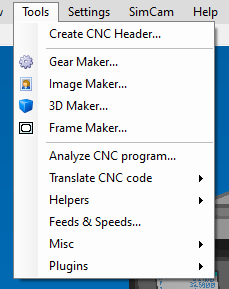 Tools Settings SimCam Help
Create CNC Header...
Gear Maker...
Image Maker...
3D Maker...
Frame Maker...
Analyze CNC program...
Translate CNC code
Helpers
Feeds & Speeds...
Misc
Plugins